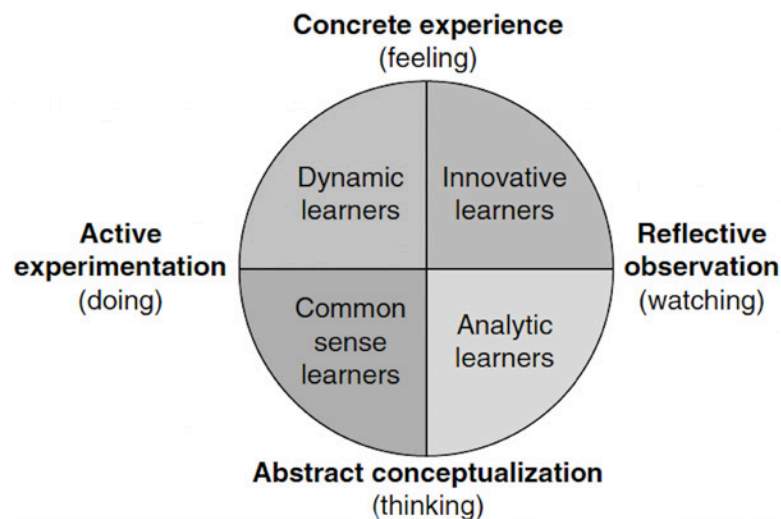 Concrete experience
(feeling)
Dynamic
learners
Innovative
learners
Active
experimentation
(doing)
Reflective
observation
(watching)
Common
sense
learners
Analytic
learners
Abstract conceptualization
(thinking)